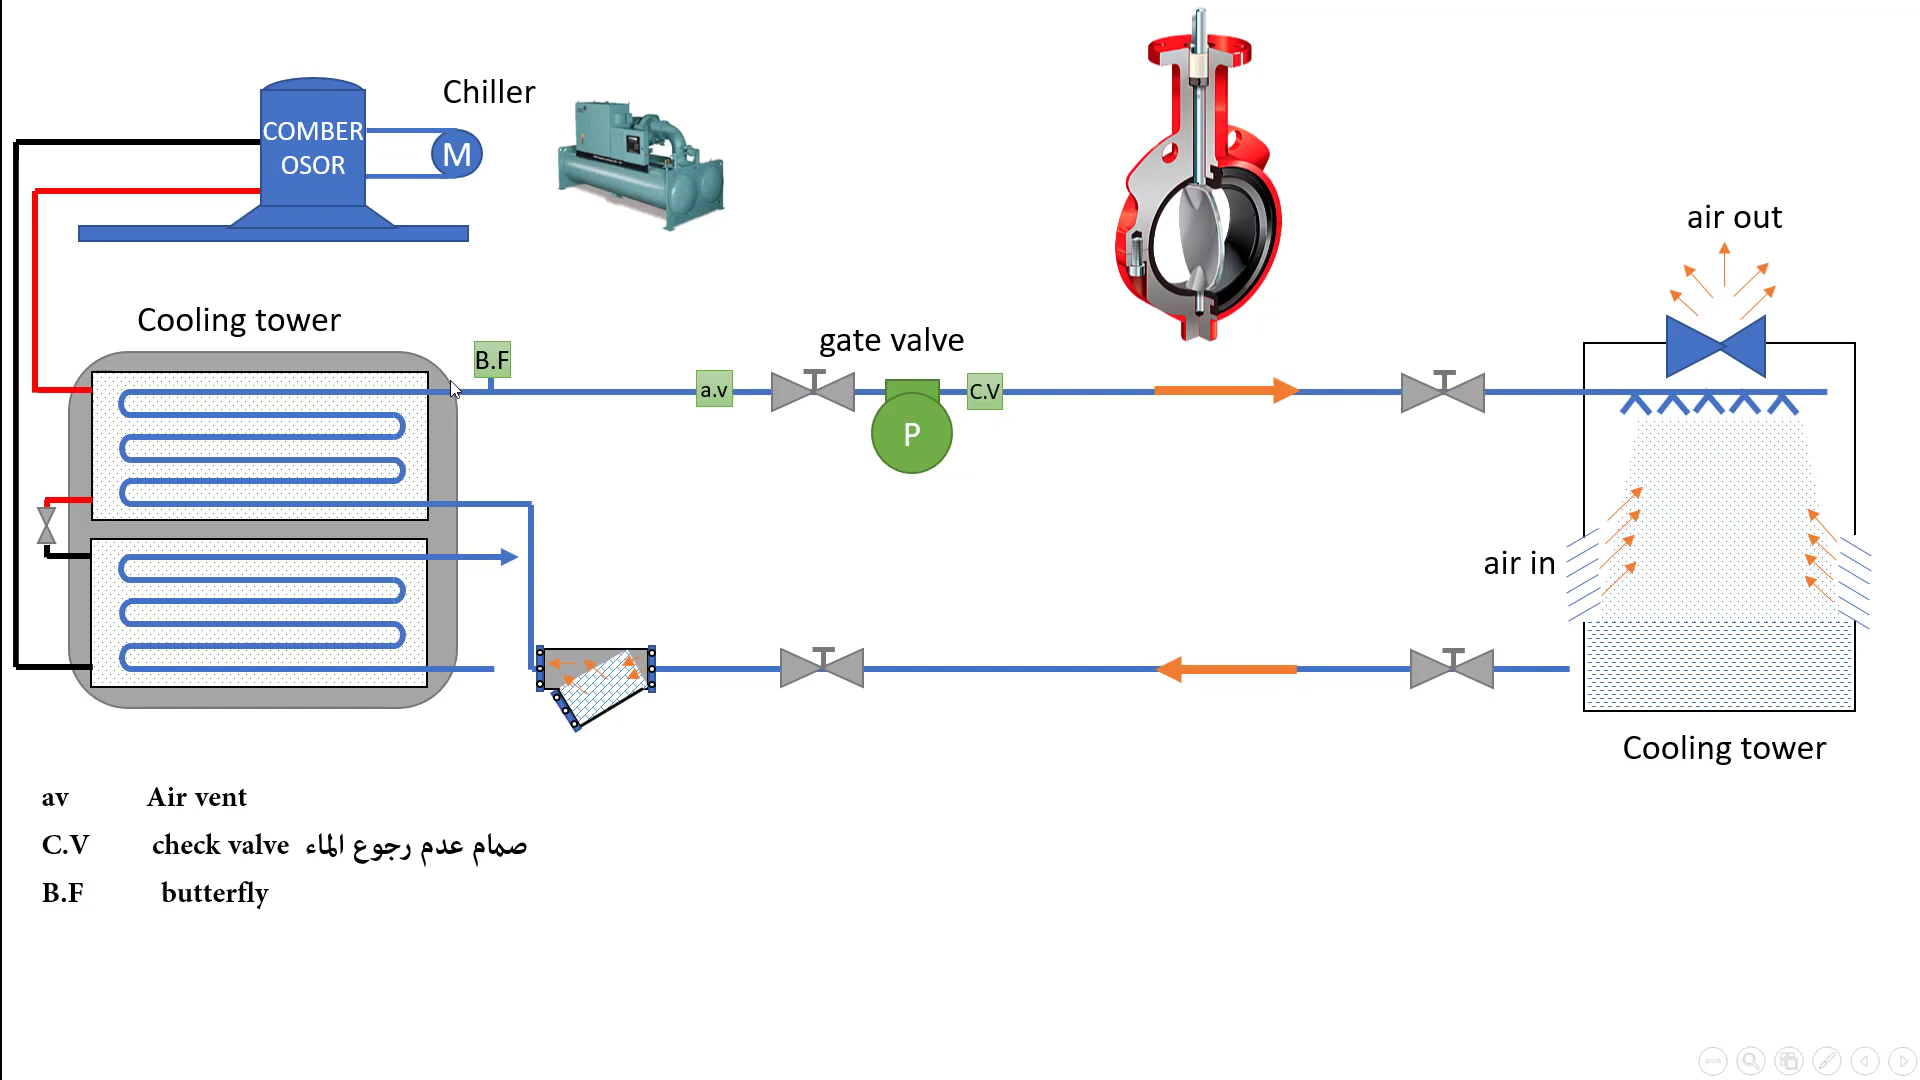 Chiller
COMBER
OSOR
M
air out
Cooling tower
B.F
gate valve
a.v
C.V
P
air in
Cooling tower
av Air vent
C.V check valve صمام عدم رجوع الماء
B.F butterfly